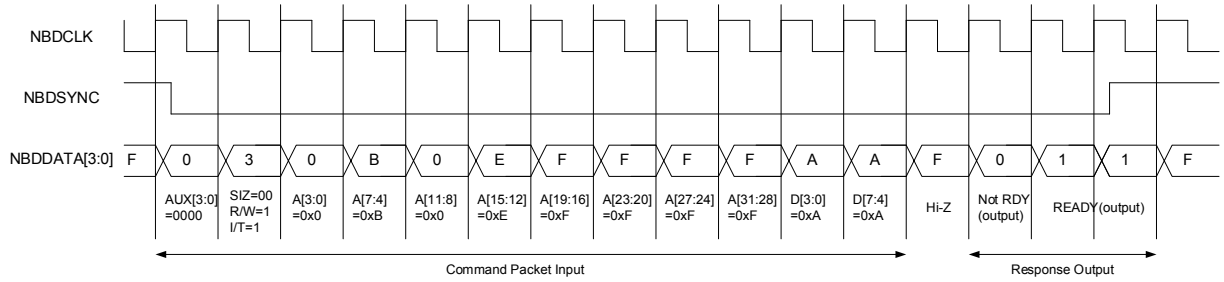 NBDCLK
NBDSYNC
NBDDATA[3:0] F 0 3 0 B 0 E F F F F A A F 0 1 1 F
AUX[3:0]
=0000
SIZ=00
R/W=1
I/T=1
A[3:0]
=0x0
A[7:4]
=0xB
A[11:8]
=0x0
A[15:12]
=0xE
A[19:16]
=0xF
A[23:20]
=0xF
A[27:24]
=0xF
A[31:28]
=0xF
D[3:0]
=0xA
D[7:4]
=0xA
Hi-Z
Not RDY
(output)
READY(output)
Command Packet Input
Response Output